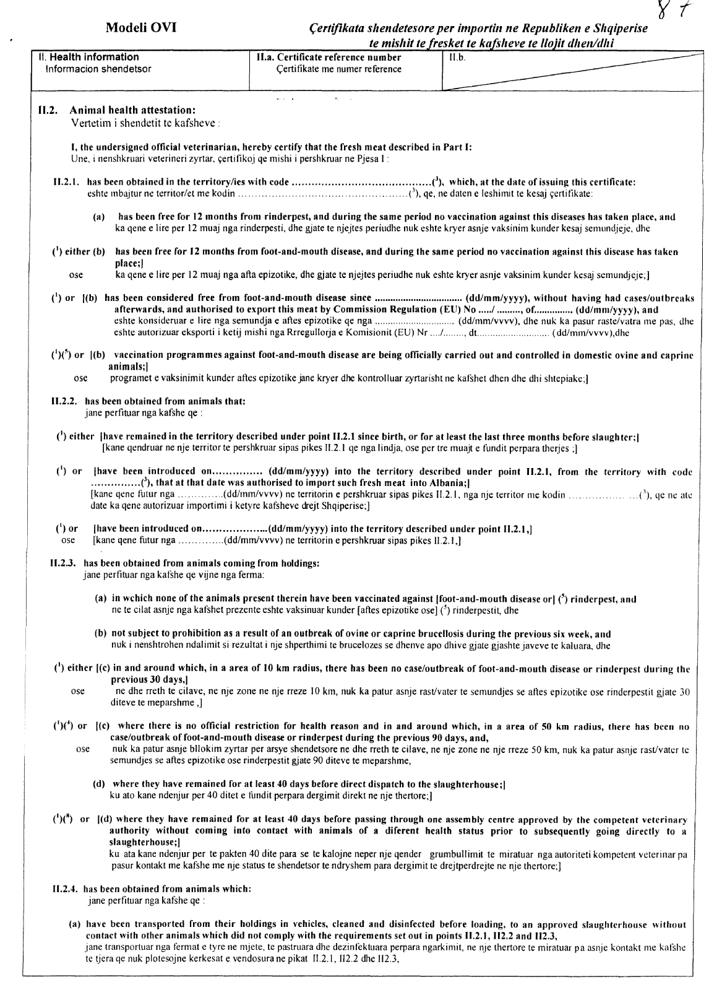 8 7
Modeli OVI
Çertifikata shendetesore per importin ne Republiken e Shqiperise
te mishit te fresket te kafsheve te llojit dhen/dhi
II. Health information
Informacion shendetsor
II.a. Certificate reference number
Çertifikate me numer reference
II.b.
II.2. Animal health attestation:
Vertetim i shendetit te kafsheve :
I, the undersigned official veterinarian, hereby certify that the fresh meat described in Part I:
Une, i nenshkruari veterineri zyrtar, çertifikoj qe mishi i pershkruar ne Pjesa I :
II.2.1. has been obtained in the territory/ies with code ..........................................(³), which, at the date of issuing this certificate:
eshte mbajtur ne territor/et me kodin ..................................................(³), qe, ne daten e leshimit te kesaj çertifikate:
(a) has been free for 12 months from rinderpest, and during the same period no vaccination against this diseases has taken place, and
ka qene e lire per 12 muaj nga rinderpesti, dhe gjate te njejtes periudhe nuk eshte kryer asnje vaksinim kunder kesaj semundjeje, dhe
(¹) either (b) has been free for 12 months from foot-and-mouth disease, and during the same period no vaccination against this disease has taken
place;]
ose ka qene e lire per 12 muaj nga afta epizotike, dhe gjate te njejtes periudhe nuk eshte kryer asnje vaksinim kunder kesaj semundjeje;]
(¹) or [(b) has been considered free from foot-and-mouth disease since .................................. (dd/mm/yyyy), without having had cases/outbreaks
afterwards, and authorised to export this meat by Commission Regulation (EU) No ...../ ........., of............... (dd/mm/yyyy), and
eshte konsideruar e lire nga semundja e aftes epizotike qe nga ............................... (dd/mm/vvvv), dhe nuk ka pasur raste/vatra me pas, dhe
eshte autorizuar eksporti i ketij mishi nga Rregullorja e Komisionit (EU) Nr ..../........, dt............................ (dd/mm/vvvv),dhe
(¹)(⁵) or [(b) vaccination programmes against foot-and-mouth disease are being officially carried out and controlled in domestic ovine and caprine
animals;]
ose programet e vaksinimit kunder aftes epizotike jane kryer dhe kontrolluar zyrtarisht ne kafshet dhen dhe dhi shtepiake;]
II.2.2. has been obtained from animals that:
jane perfituar nga kafshe qe :
(¹) either [have remained in the territory described under point II.2.1 since birth, or for at least the last three months before slaughter;]
[kane qendruar ne nje territor te pershkruar sipas pikes II.2.1 qe nga lindja, ose per tre muajt e fundit perpara therjes ;]
(¹) or [have been introduced on............... (dd/mm/yyyy) into the territory described under point II.2.1, from the territory with code
...............(³), that at that date was authorised to import such fresh meat into Albania;]
[kane qene futur nga .............(dd/mm/vvvv) ne territorin e pershkruar sipas pikes II.2.1, nga nje territor me kodin ................. ...(³), qe ne ate
date ka qene autorizuar importimi i ketyre kafsheve drejt Shqiperise;]
(¹) or [have been introduced on....................(dd/mm/yyyy) into the territory described under point II.2.1,]
ose [kane qene futur nga .............(dd/mm/vvvv) ne territorin e pershkruar sipas pikes II.2.1,]
II.2.3. has been obtained from animals coming from holdings:
jane perfituar nga kafshe qe vijne nga ferma:
(a) in wchich none of the animals present therein have been vaccinated against [foot-and-mouth disease or] (⁵) rinderpest, and
ne te cilat asnje nga kafshet prezente eshte vaksinuar kunder [aftes epizotike ose] (⁵) rinderpestit, dhe
(b) not subject to prohibition as a result of an outbreak of ovine or caprine brucellosis during the previous six week, and
nuk i nenshtrohen ndalimit si rezultat i nje shperthimi te brucelozes se dhenve apo dhive gjate gjashte javeve te kaluara, dhe
(¹) either [(c) in and around which, in a area of 10 km radius, there has been no case/outbreak of foot-and-mouth disease or rinderpest during the
previous 30 days,]
ose ne dhe rreth te cilave, ne nje zone ne nje rreze 10 km, nuk ka patur asnje rast/vater te semundjes se aftes epizotike ose rinderpestit gjate 30
diteve te meparshme ,]
(¹)(⁴) or [(c) where there is no official restriction for health reason and in and around which, in a area of 50 km radius, there has been no
case/outbreak of foot-and-mouth disease or rinderpest during the previous 90 days, and,
ose nuk ka patur asnje bllokim zyrtar per arsye shendetsore ne dhe rreth te cilave, ne nje zone ne nje rreze 50 km, nuk ka patur asnje rast/vater te
semundjes se aftes epizotike ose rinderpestit gjate 90 diteve te meparshme,
(d) where they have remained for at least 40 days before direct dispatch to the slaughterhouse;]
ku ato kane ndenjur per 40 ditet e fundit perpara dergimit direkt ne nje thertore;]
(¹)(⁸) or [(d) where they have remained for at least 40 days before passing through one assembly centre approved by the competent veterinary
authority without coming into contact with animals of a diferent health status prior to subsequently going directly to a
slaughterhouse;]
ku ata kane ndenjur per te pakten 40 dite para se te kalojne neper nje qender grumbullimit te miratuar nga autoriteti kompetent veterinar pa
pasur kontakt me kafshe me nje status te shendetsor te ndryshem para dergimit te drejtperdrejte ne nje thertore;]
II.2.4. has been obtained from animals which:
jane perfituar nga kafshe qe :
(a) have been transported from their holdings in vehicles, cleaned and disinfected before loading, to an approved slaughterhouse without
contact with other animals which did not comply with the requirements set out in points II.2.1, II2.2 and II2.3,
jane transportuar nga fermat e tyre ne mjete, te pastruara dhe dezinfektuara perpara ngarkimit, ne nje thertore te miratuar pa asnje kontakt me kafshe
te tjera qe nuk plotesojne kerkesat e vendosura ne pikat II.2.1, II2.2 dhe II2.3,